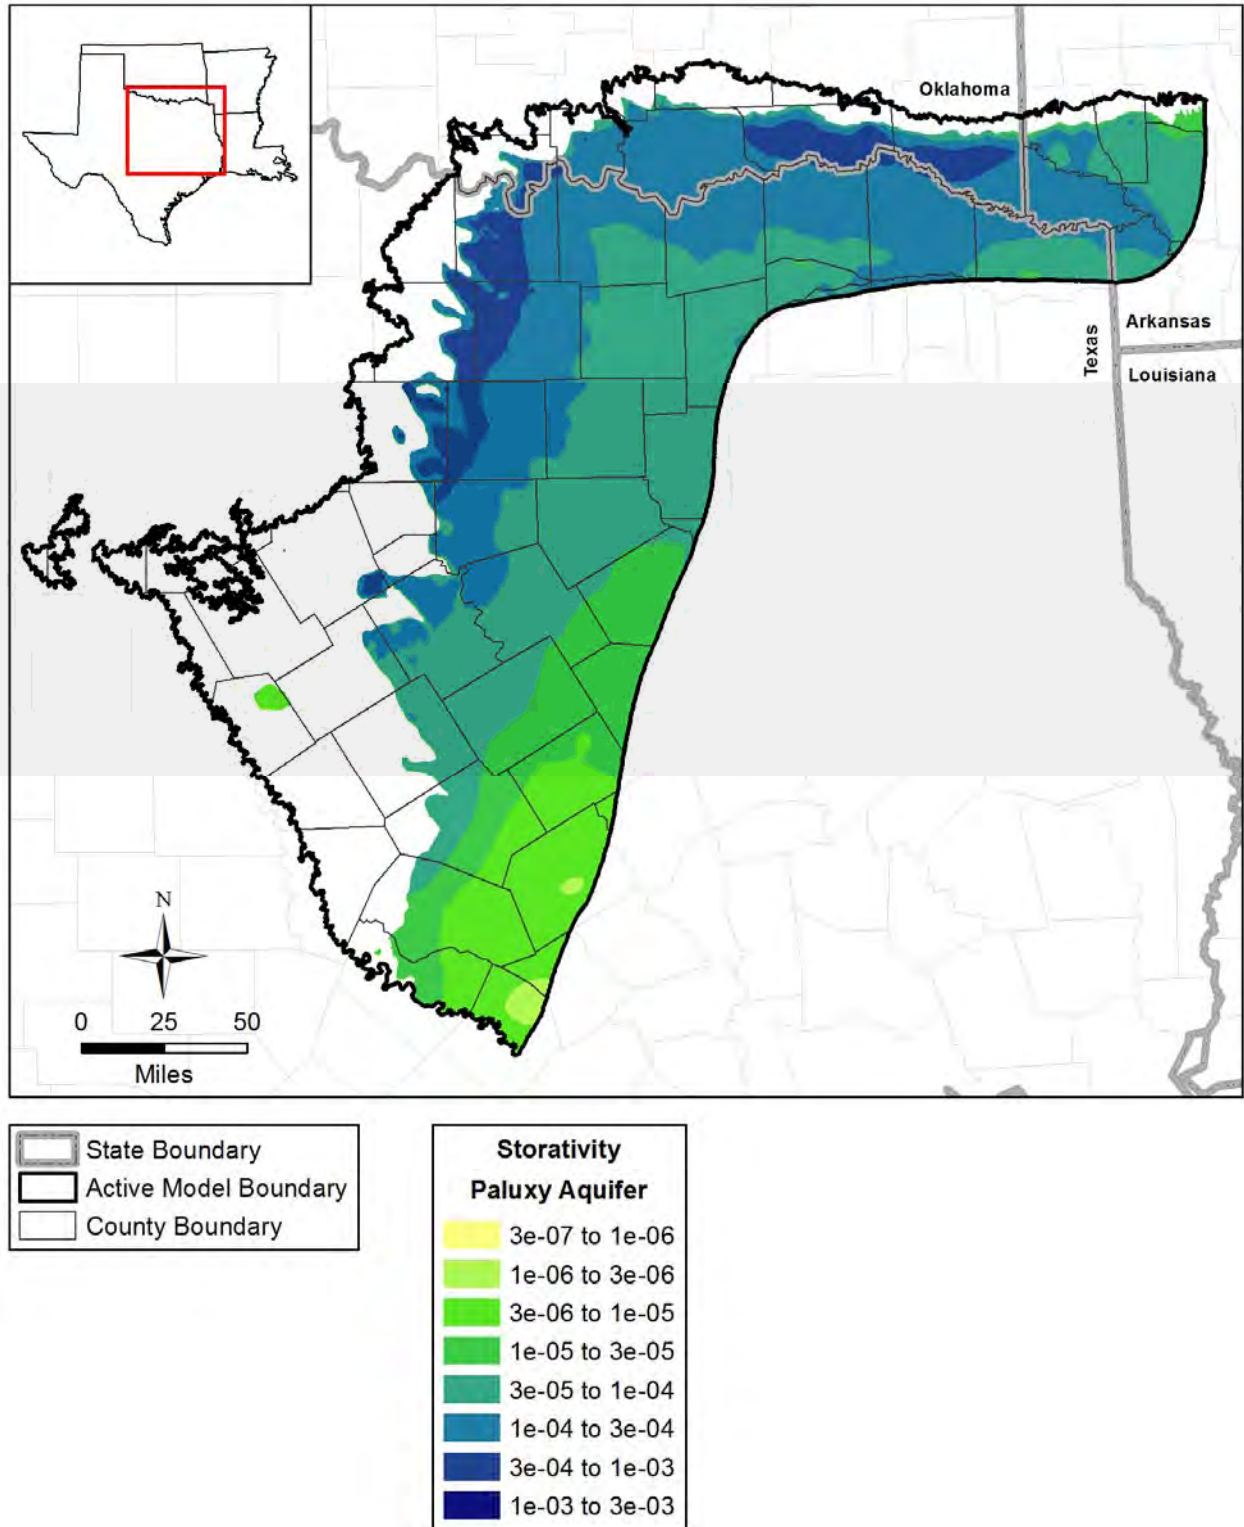 Oklahoma
Arkansas
Texas
Louisiana
N
0 25 50
Miles
State Boundary
Active Model Boundary
County Boundary
Storativity
Paluxy Aquifer
3e-07 to 1e-06
1e-06 to 3e-06
3e-06 to 1e-05
1e-05 to 3e-05
3e-05 to 1e-04
1e-04 to 3e-04
3e-04 to 1e-03
1e-03 to 3e-03